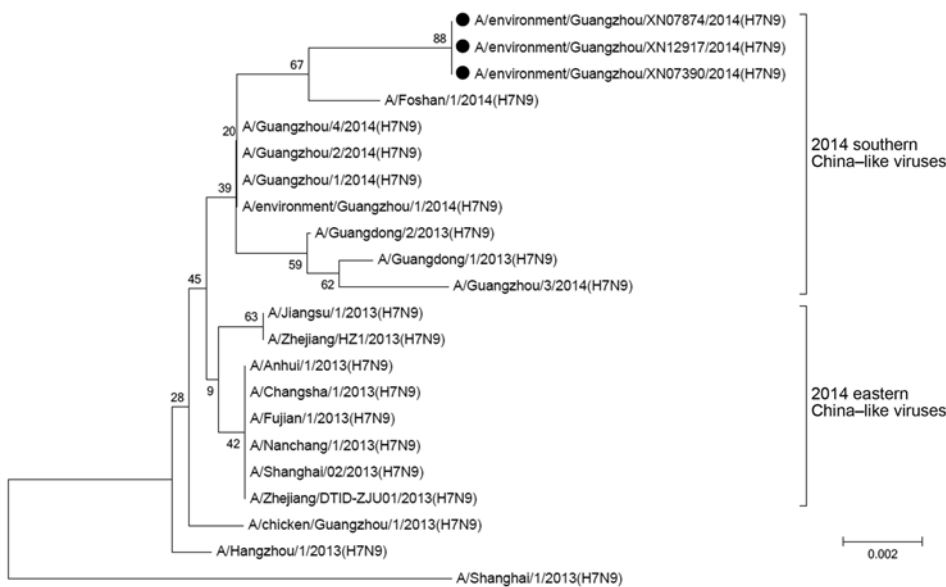 88
A/environment/Guangzhou/XN07874/2014(H7N9)
A/environment/Guangzhou/XN12917/2014(H7N9)
A/environment/Guangzhou/XN07390/2014(H7N9)
67
A/Foshan/1/2014(H7N9)
20
A/Guangzhou/4/2014(H7N9)
A/Guangzhou/2/2014(H7N9)
A/Guangzhou/1/2014(H7N9)
39
A/environment/Guangzhou/1/2014(H7N9)
A/Guangdong/2/2013(H7N9)
59
A/Guangdong/1/2013(H7N9)
62
A/Guangzhou/3/2014(H7N9)
2014 southern
China–like viruses
45
63
A/Jiangsu/1/2013(H7N9)
A/Zhejiang/HZ1/2013(H7N9)
9
A/Anhui/1/2013(H7N9)
A/Changsha/1/2013(H7N9)
28
A/Fujian/1/2013(H7N9)
42
A/Nanchang/1/2013(H7N9)
A/Shanghai/02/2013(H7N9)
A/Zhejiang/DTID-ZJU01/2013(H7N9)
2014 eastern
China–like viruses
A/chicken/Guangzhou/1/2013(H7N9)
A/Hangzhou/1/2013(H7N9)
A/Shanghai/1/2013(H7N9)
0.002